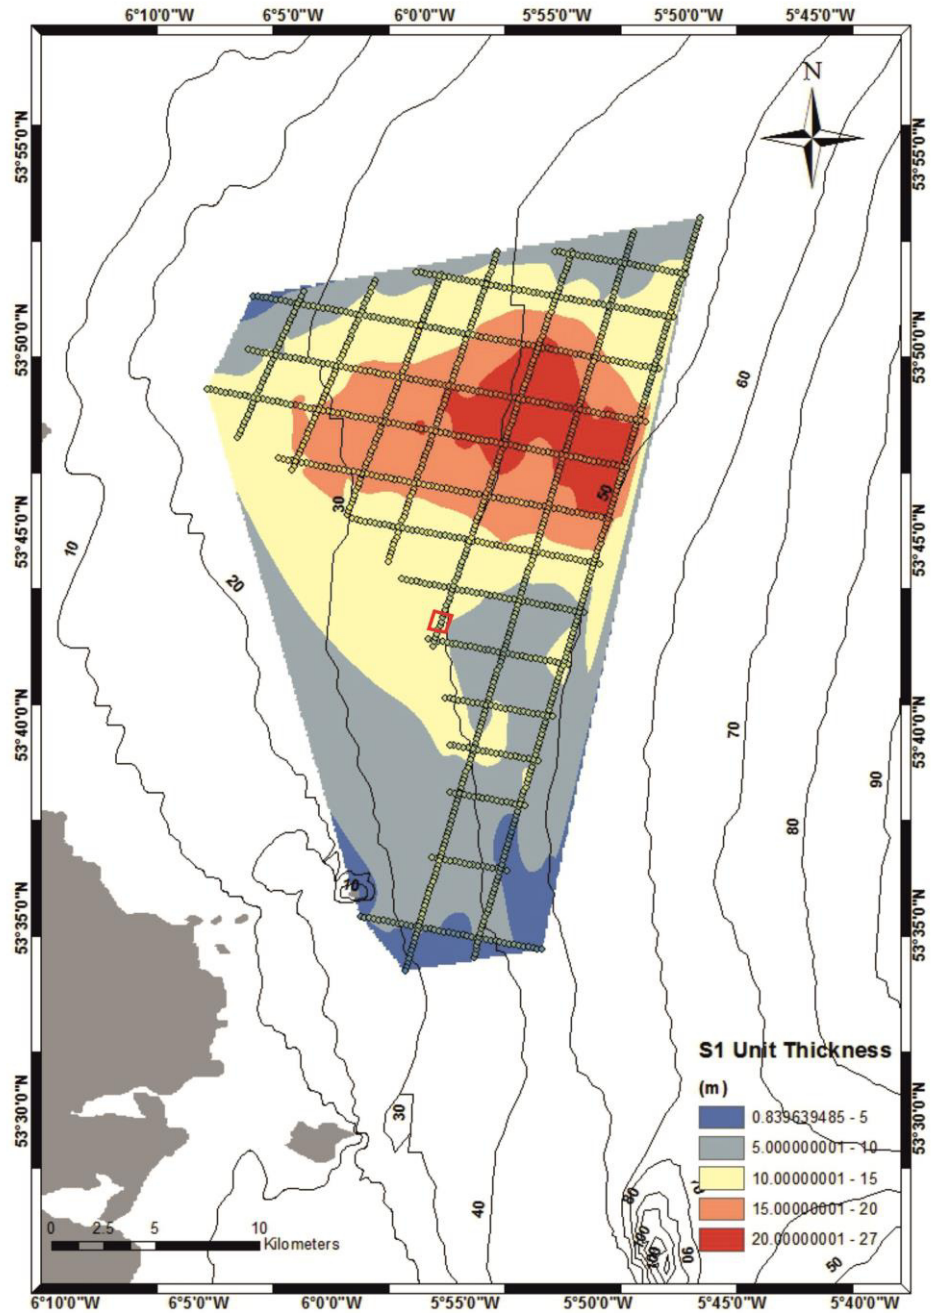 6°10'0"W 6°5'0"W 6°0'0"W 5°55'0"W 5°50'0"W 5°45'0"W
N
53°55'0"N 53°55'0"N
53°50'0"N 53°50'0"N
60
50
30
53°45'0"N 53°45'0"N
10
20
53°40'0"N 53°40'0"N
70
90
80
10
53°35'0"N 53°35'0"N
S1 Unit Thickness
(m)
0.839639485 - 5
53°30'0"N 30 53°30'0"N
5.000000001 - 10
10.00000001 - 15
80
15.00000001 - 20
40
0 2.5 5 10
100
20.00000001 - 27
Kilometers
100 90
50
6°10'0"W 6°5'0"W 6°0'0"W 5°55'0"W 5°50'0"W 5°45'0"W 5°40'0"W